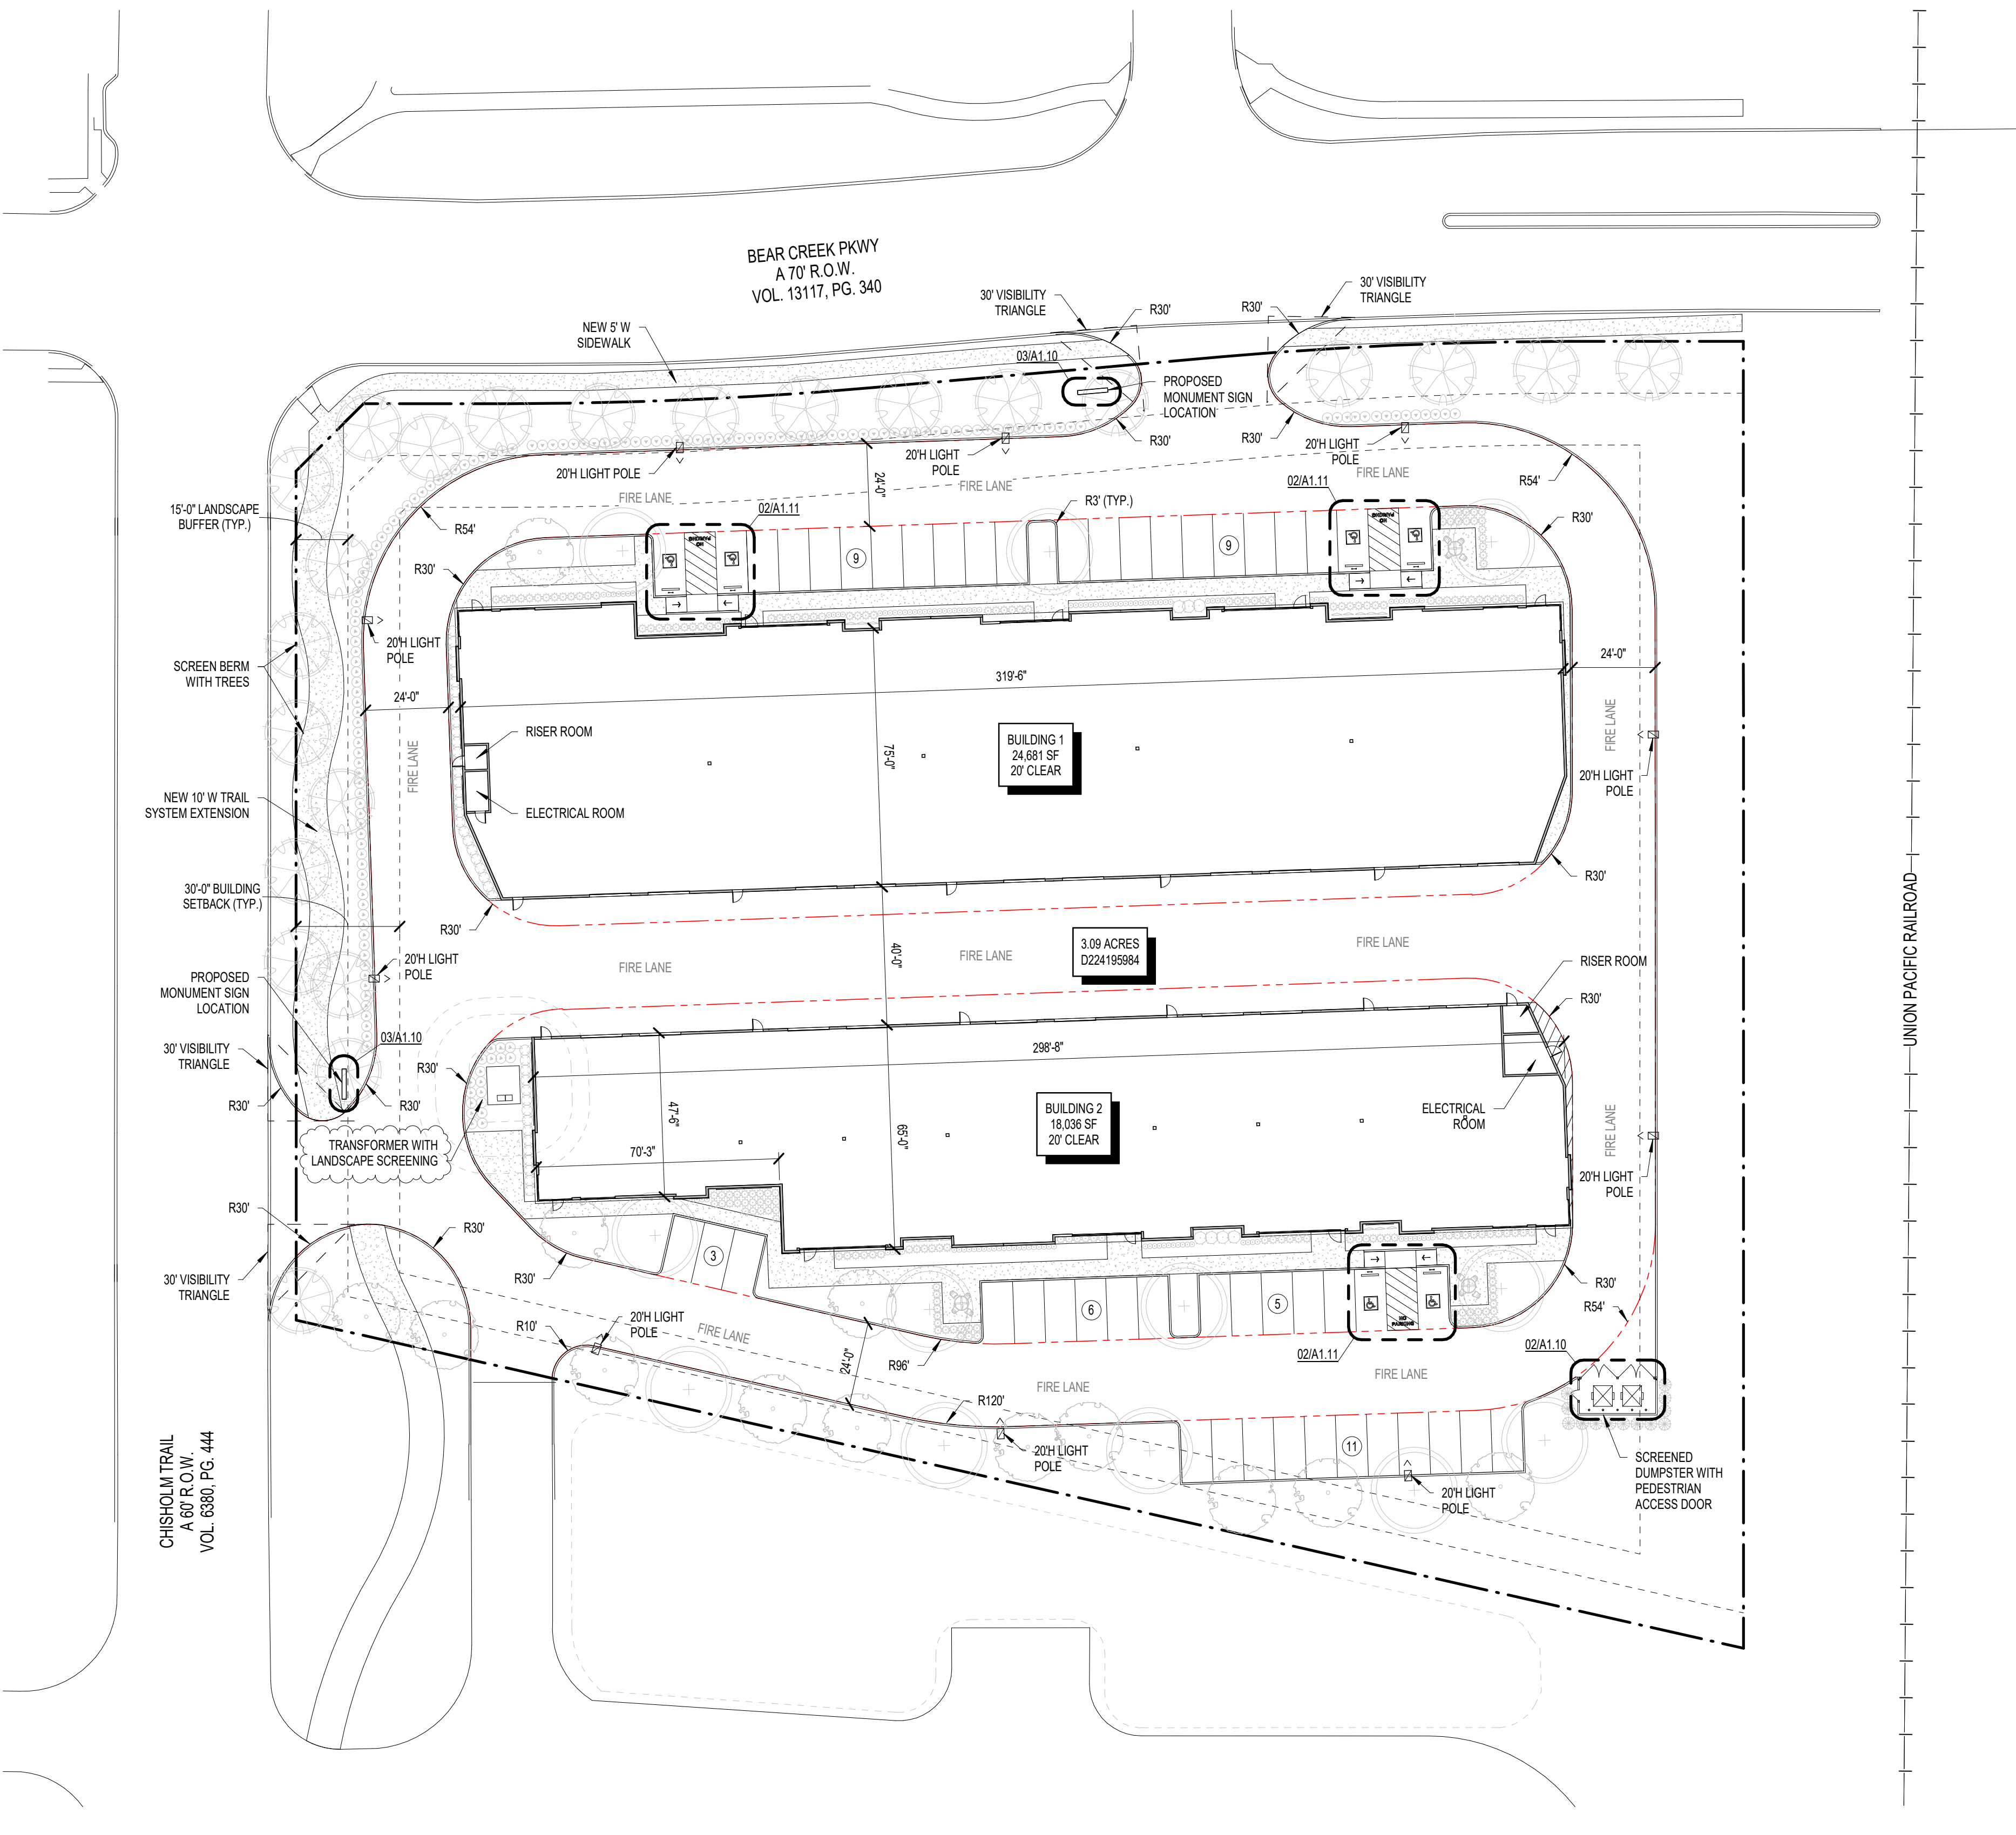 BEAR CREEK PKWY
A 70' R.O.W.
VOL. 13117, PG. 340
30' VISIBILITY
TRIANGLE
R30'
R30'
30' VISIBILITY
TRIANGLE
NEW 5' W
SIDEWALK
03/A1.10
PROPOSED
MONUMENT SIGN
LOCATION
R30'
R30'
20'H LIGHT POLE
20'H LIGHT
POLE
20'H LIGHT
POLE
24'-0"
FIRE LANE
FIRE LANE
FIRE LANE
R54'
15'-0" LANDSCAPE
BUFFER (TYP.)
R54'
02/A1.11
R3' (TYP.)
02/A1.11
R30'
NO
PARKING
NO
PARKING
9
9
R30'
20'H LIGHT
POLE
SCREEN BERM
WITH TREES
24'-0"
319'-6"
24'-0"
FIRE LANE
RISER ROOM
75'-0"
BUILDING 1
24,681 SF
20' CLEAR
FIRE LANE
20'H LIGHT
POLE
ELECTRICAL ROOM
NEW 10' W TRAIL
SYSTEM EXTENSION
30'-0" BUILDING
SETBACK (TYP.)
R30'
R30'
UNION PACIFIC RAILROAD
40'-0"
FIRE LANE
FIRE LANE
FIRE LANE
3.09 ACRES
D224195984
20'H LIGHT
POLE
RISER ROOM
PROPOSED
MONUMENT SIGN
LOCATION
R30'
03/A1.10
30' VISIBILITY
TRIANGLE
R30'
298'-8"
R30'
R30'
47'-6"
BUILDING 2
18,036 SF
20' CLEAR
ELECTRICAL
ROOM
65'-0"
FIRE LANE
TRANSFORMER WITH
LANDSCAPE SCREENING
70'-3"
20'H LIGHT
POLE
R30'
R30'
3
30' VISIBILITY
TRIANGLE
R30'
R30'
6
5
NO
PARKING
R54'
R10'
20'H LIGHT
POLE
FIRE LANE
24'-0"
R96'
02/A1.11
02/A1.10
FIRE LANE
FIRE LANE
R120'
11
20'H LIGHT
POLE
20'H LIGHT
POLE
SCREENED
DUMPSTER WITH
PEDESTRIAN
ACCESS DOOR
CHISHOLM TRAIL
A 60' R.O.W.
VOL. 6380, PG. 444